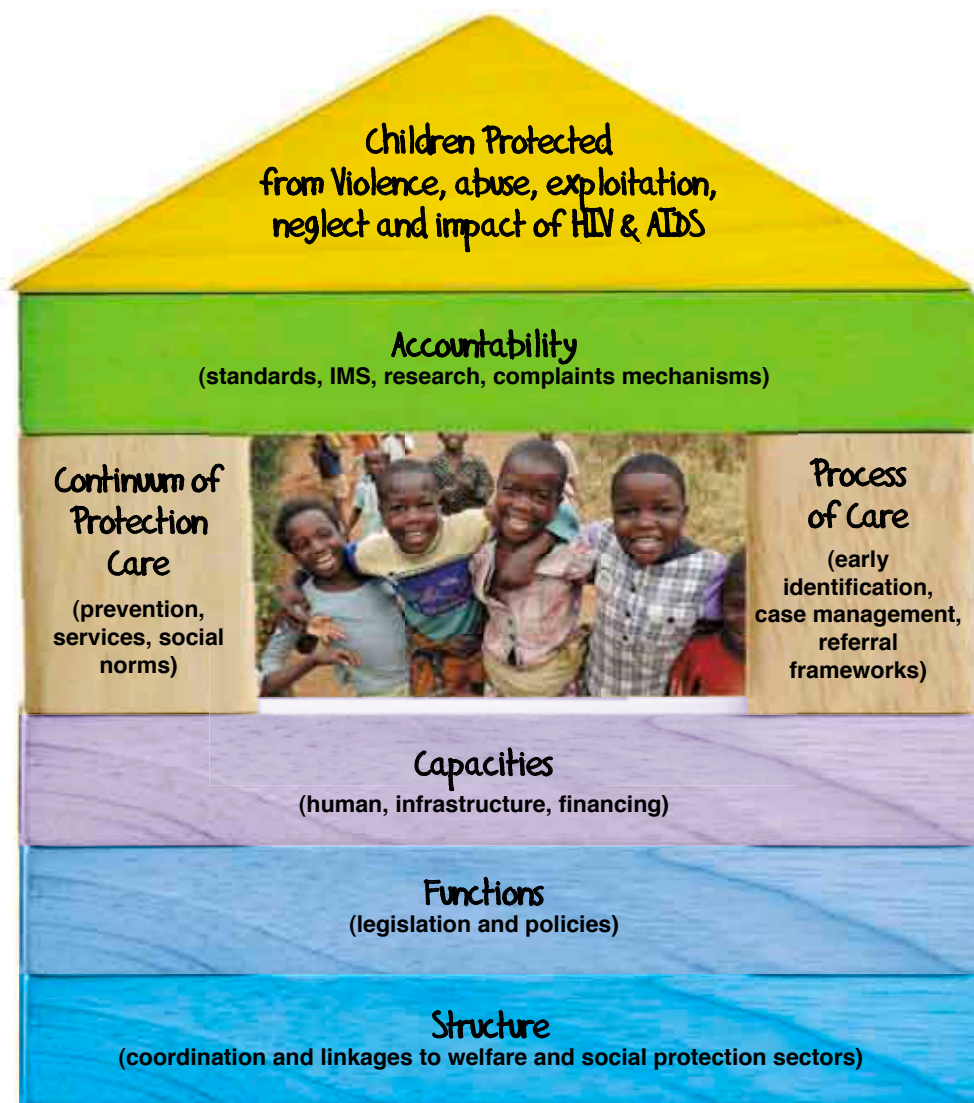 Children Protected
from Violence, abuse, exploitation,
neglect and impact of HIV & AIDS
Accountability
(standards, IMS, research, complaints mechanisms)
Continuum of
Protection
Care
(prevention,
services, social
norms)
Process
of Care
(early
identification,
case management,
referral
frameworks)
Capacities
(human, infrastructure, financing)
Functions
(legislation and policies)
Structure
(coordination and linkages to welfare and social protection sectors)